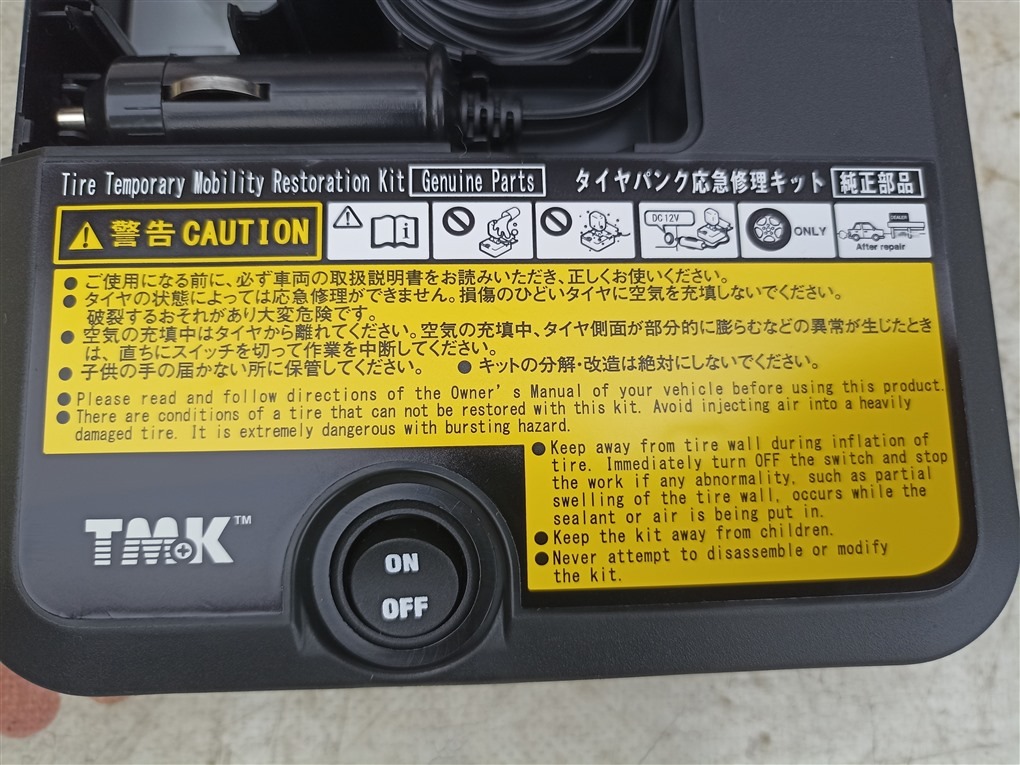 Tire Temporary Mobility Restoration Kit Genuine Parts タイヤパンク応急修理キット 純正部品
警告 CAUTION
DC12V
ONLY
DEALER
After repair
● ご使用になる前に、必ず車両の取扱説明書をお読みいただき、正しくお使いください。
● タイヤの状態によっては応急修理ができません。損傷のひどいタイヤに空気を充填しないでください。
破裂するおそれがあり大変危険です。
● 空気の充填中はタイヤから離れてください。空気の充填中、タイヤ側面が部分的に膨らむなどの異常が生じたとき
は、直ちにスイッチを切って作業を中断してください。
● 子供の手の届かない所に保管してください。 ● キットの分解・改造は絶対にしないでください。
● Please read and follow directions of the Owner's Manual of your vehicle before using this product.
● There are conditions of a tire that can not be restored with this kit. Avoid injecting air into a heavily
damaged tire. It is extremely dangerous with bursting hazard.
● Keep away from tire wall during inflation of
tire. Immediately turn OFF the switch and stop
the work if any abnormality, such as partial
swelling of the tire wall, occurs while the
sealant or air is being put in.
● Keep the kit away from children.
● Never attempt to disassemble or modify
the kit.
TMK™
ON
OFF